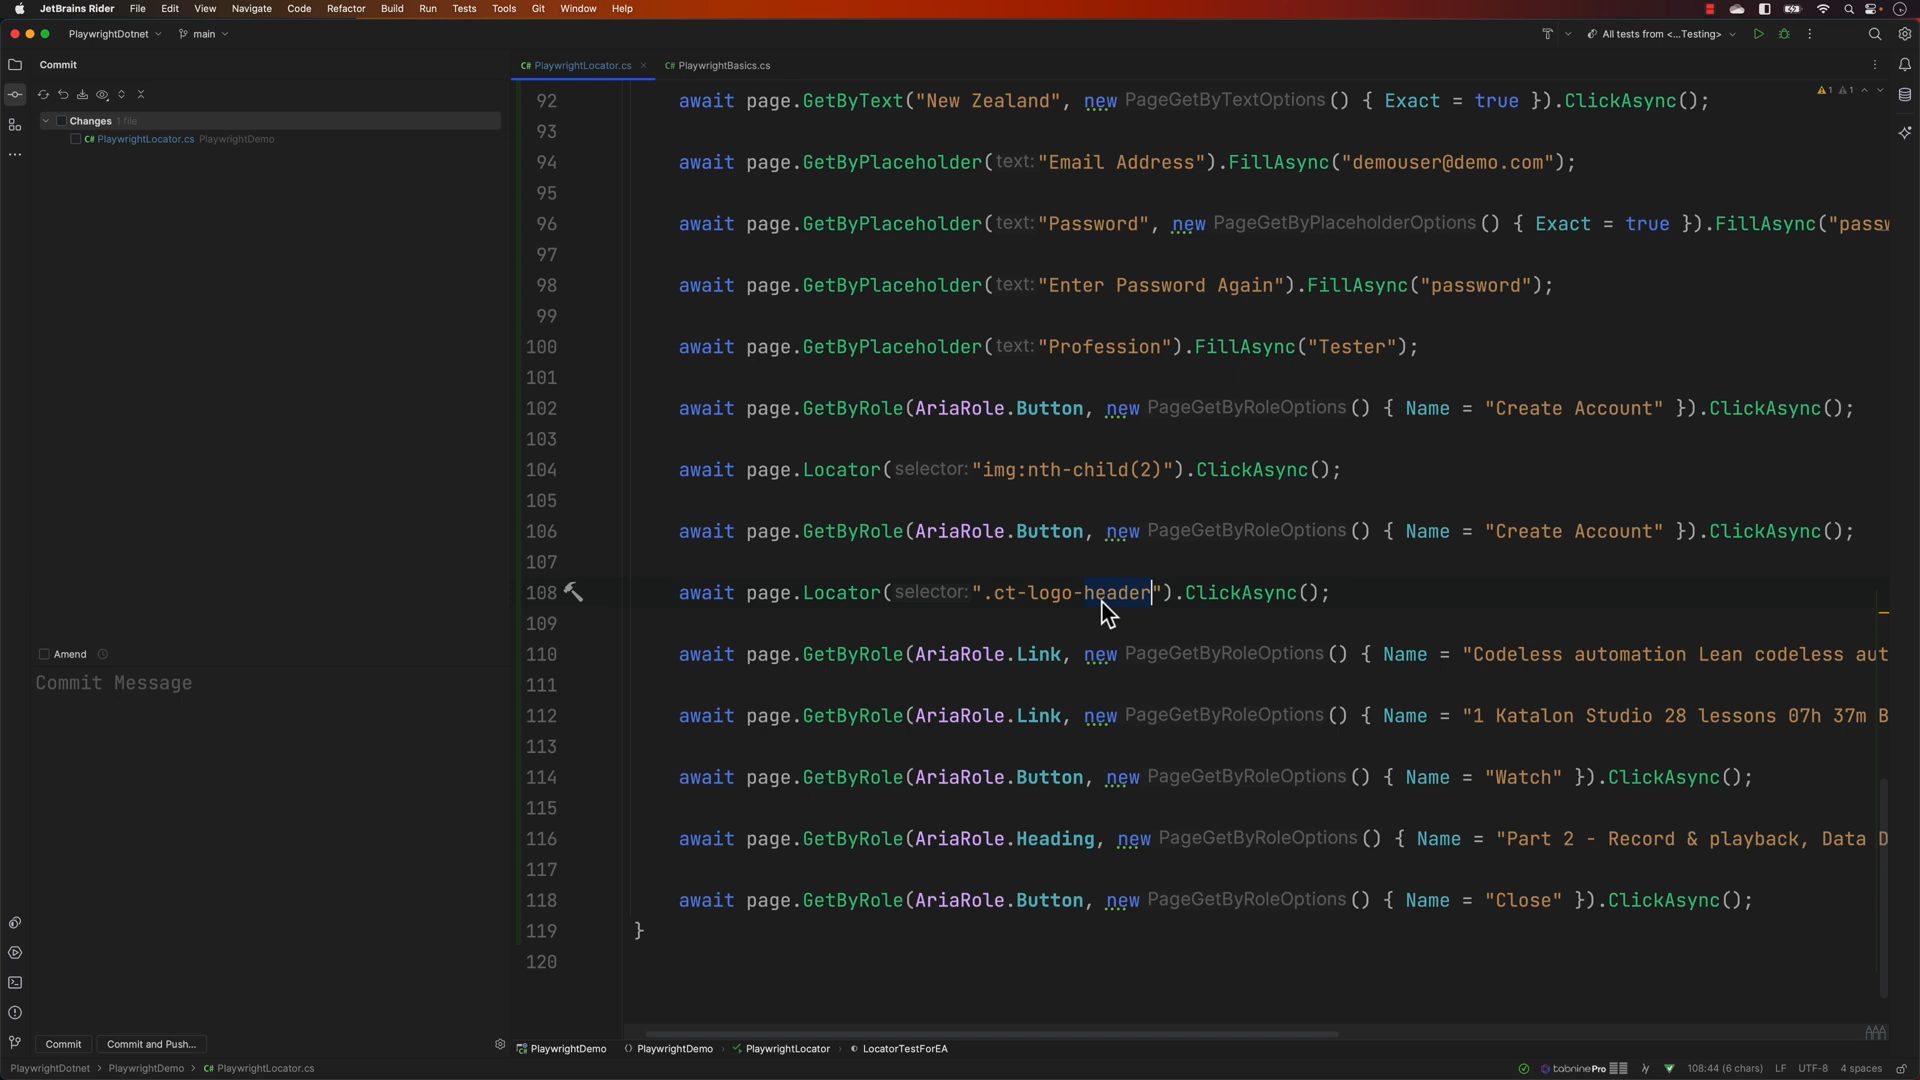 JetBrains Rider File Edit View Navigate Code Refactor Build Run Tests Tools Git Window Help
PlaywrightDotnet main All tests from <...Testing>
Commit
PlaywrightLocator.cs PlaywrightBasics.cs
Changes 1 file
PlaywrightLocator.cs PlaywrightDemo
Amend
Commit Message
Commit Commit and Push...
92 await page.GetByText("New Zealand", new PageGetByTextOptions() { Exact = true }).ClickAsync();
1 1
93
94 await page.GetByPlaceholder(text:"Email Address").FillAsync("demouser@demo.com");
95
96 await page.GetByPlaceholder(text:"Password", new PageGetByPlaceholderOptions() { Exact = true }).FillAsync("passw
97
98 await page.GetByPlaceholder(text:"Enter Password Again").FillAsync("password");
99
100 await page.GetByPlaceholder(text:"Profession").FillAsync("Tester");
101
102 await page.GetByRole(AriaRole.Button, new PageGetByRoleOptions() { Name = "Create Account" }).ClickAsync();
103
104 await page.Locator(selector:"img:nth-child(2)").ClickAsync();
105
106 await page.GetByRole(AriaRole.Button, new PageGetByRoleOptions() { Name = "Create Account" }).ClickAsync();
107
108 await page.Locator(selector:".ct-logo-header").ClickAsync();
109
110 await page.GetByRole(AriaRole.Link, new PageGetByRoleOptions() { Name = "Codeless automation Lean codeless aut
111
112 await page.GetByRole(AriaRole.Link, new PageGetByRoleOptions() { Name = "1 Katalon Studio 28 lessons 07h 37m B
113
114 await page.GetByRole(AriaRole.Button, new PageGetByRoleOptions() { Name = "Watch" }).ClickAsync();
115
116 await page.GetByRole(AriaRole.Heading, new PageGetByRoleOptions() { Name = "Part 2 - Record & playback, Data D
117
118 await page.GetByRole(AriaRole.Button, new PageGetByRoleOptions() { Name = "Close" }).ClickAsync();
119 }
120
PlaywrightDemo PlaywrightDemo PlaywrightLocator LocatorTestForEA
PlaywrightDotnet PlaywrightDemo C# PlaywrightLocator.cs tabnine Pro 108:44 (6 chars) LF UTF-8 4 spaces